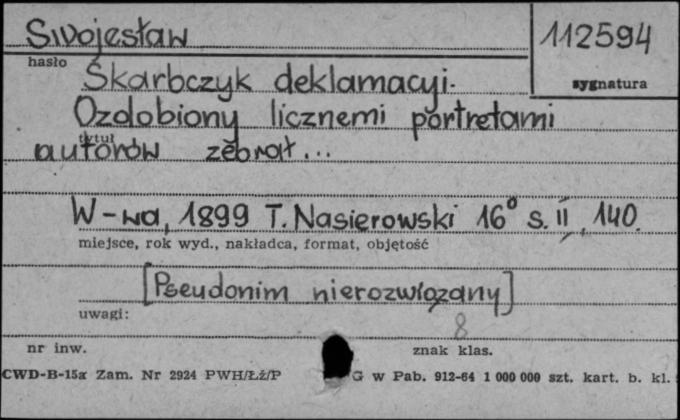 Swojesław
112594
hasło
sygnatura
Skarbczyk deklamacyi.
Ozdobiony licznemi portretami
tytuł
autorów zebrał...
W-wa, 1899 T. Nasierowski 16° s. II, 140.
miejsce, rok wyd., nakładca, format, objętość
[Pseudonim nierozwiązany]
uwagi:
8
nr inw.
znak klas.
CWD-B-15a Zam. Nr 2924 PWH/Łż/P G w Pab. 912-64 1 000 000 szt. kart. b. kl.